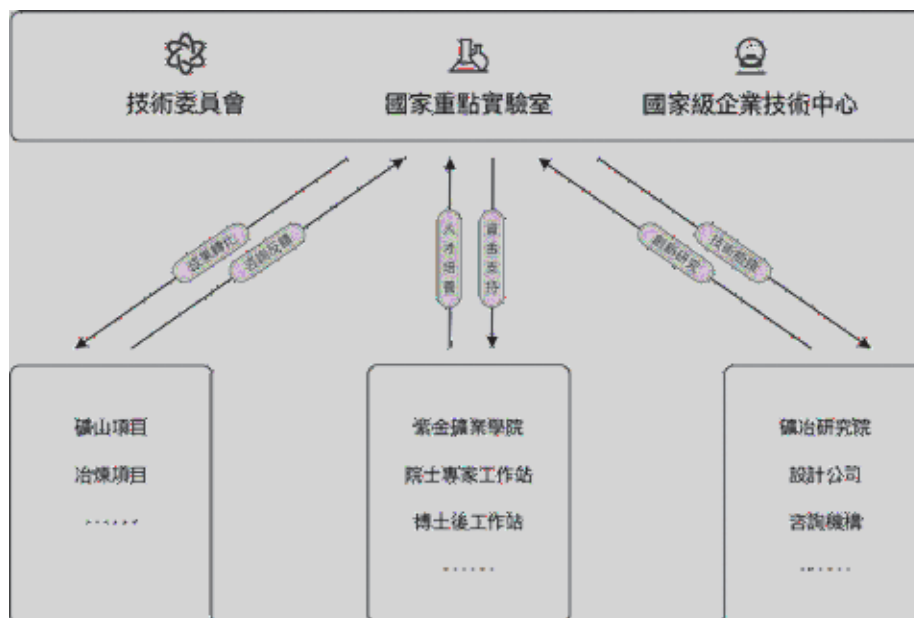 技術委員會
國家重點實驗室
國家級企業技術中心
成果轉化
反饋
人才培養
資金支持
創新研究
技術
礦山項目
冶煉項目
......
紫金礦業學院
院士專家工作站
博士後工作站
......
礦冶研究院
設計公司
咨詢機構
......